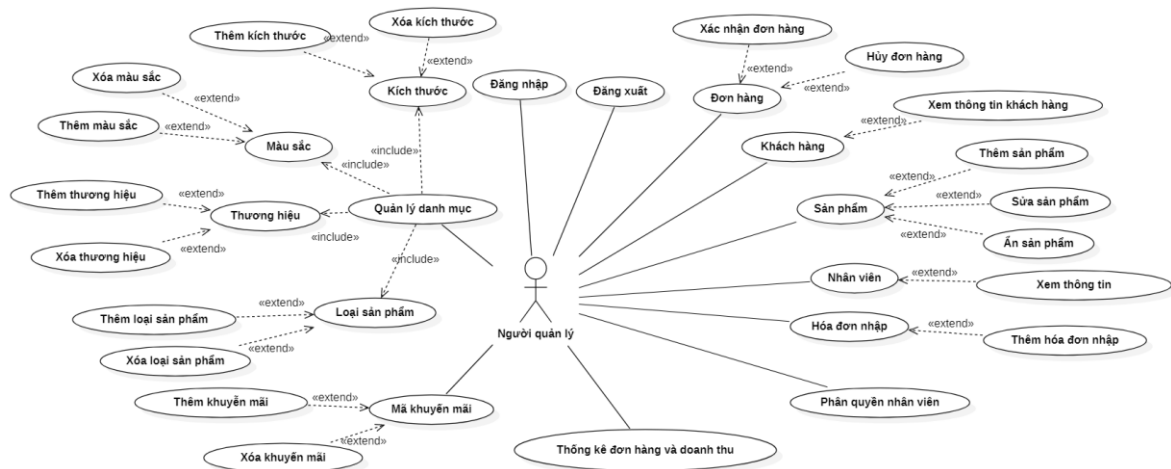 Xóa kích thước
Thêm kích thước
«extend»
«extend»
Kích thước
Xóa màu sắc
«extend»
Thêm màu sắc
«extend»
Màu sắc
«include»
«include»
Thêm thương hiệu
«extend»
Thương hiệu
Quản lý danh mục
«include»
Xóa thương hiệu
«extend»
«include»
Thêm loại sản phẩm
«extend»
Loại sản phẩm
Xóa loại sản phẩm
«extend»
Thêm khuyến mãi
«extend»
Mã khuyến mãi
Xóa khuyến mãi
«extend»
Đăng nhập
Đăng xuất
Người quản lý
Thống kê đơn hàng và doanh thu
Xác nhận đơn hàng
«extend»
Hủy đơn hàng
«extend»
Đơn hàng
Xem thông tin khách hàng
«extend»
Khách hàng
Thêm sản phẩm
«extend»
Sản phẩm
«extend»
Sửa sản phẩm
«extend»
Ẩn sản phẩm
Nhân viên
«extend»
Xem thông tin
Hóa đơn nhập
«extend»
Thêm hóa đơn nhập
Phân quyền nhân viên